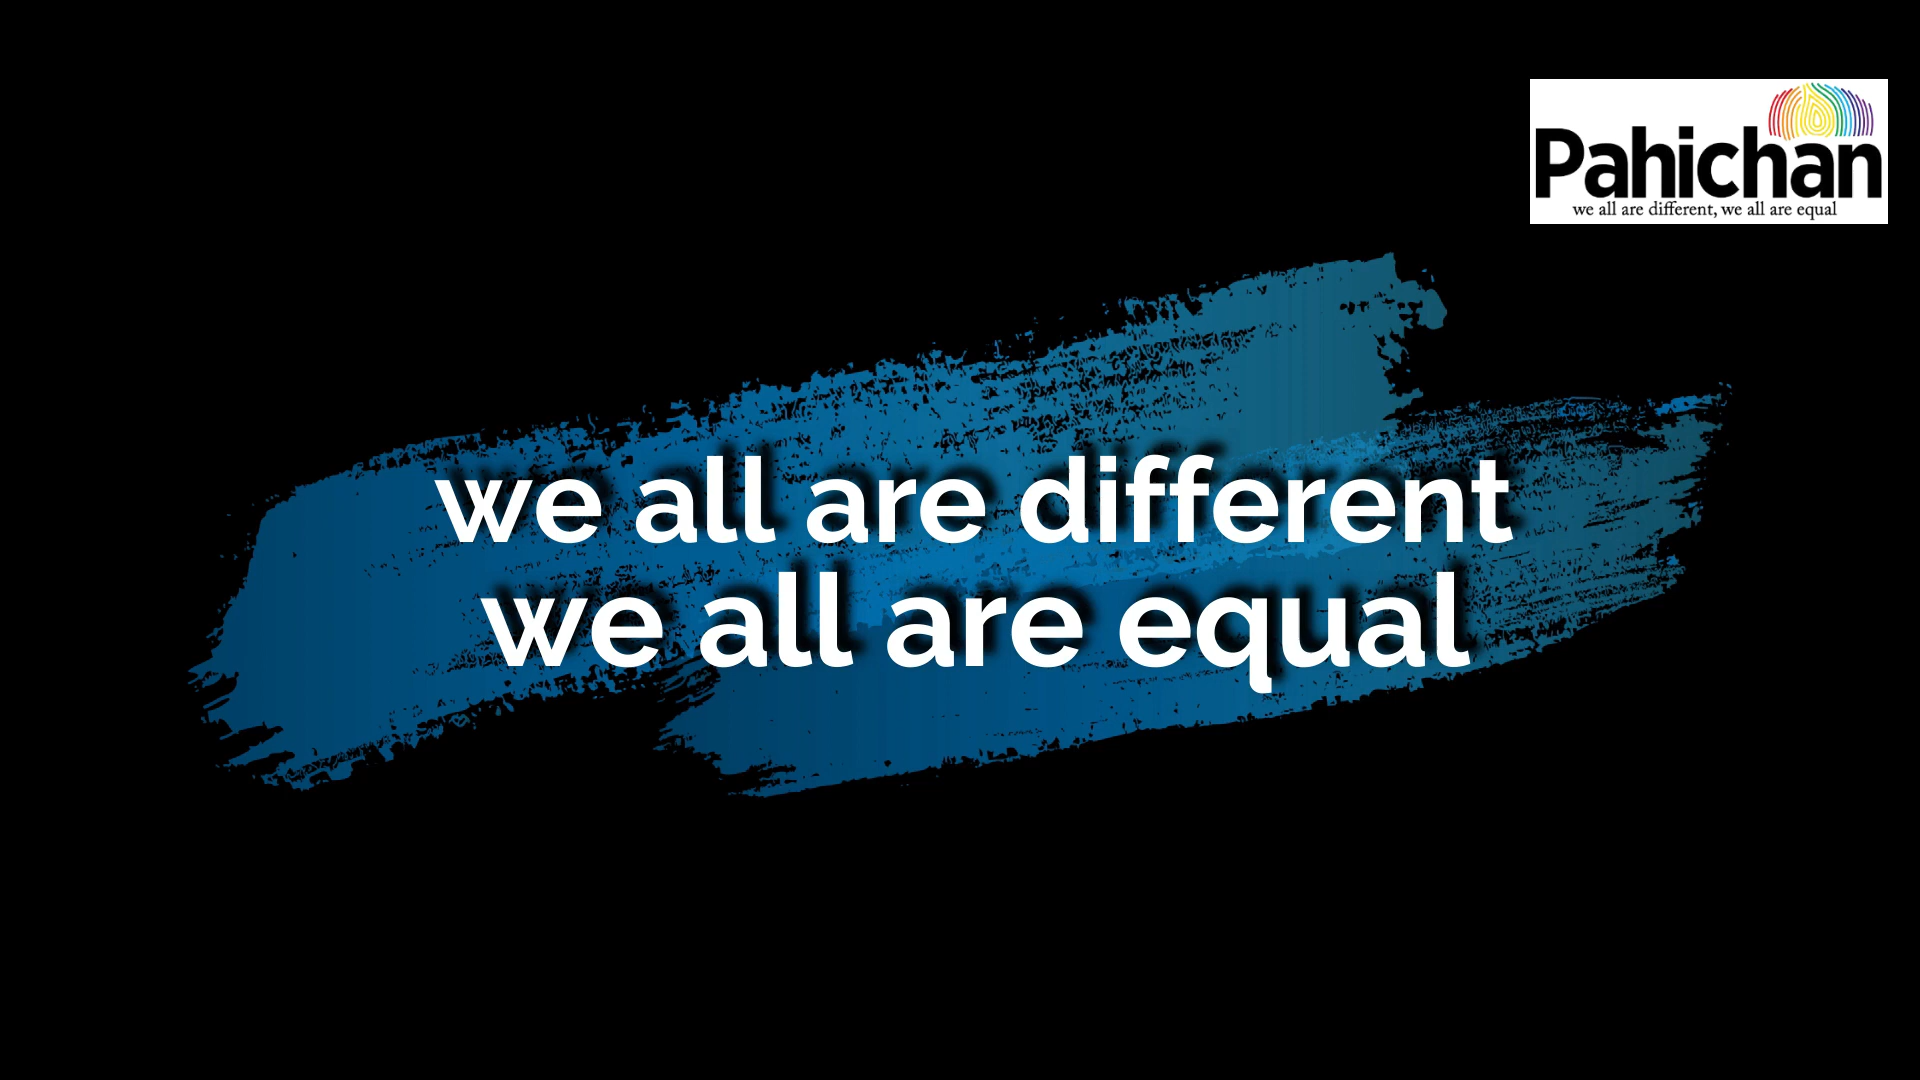 Pahichan
we all are different, we all are equal
we all are different
we all are equal